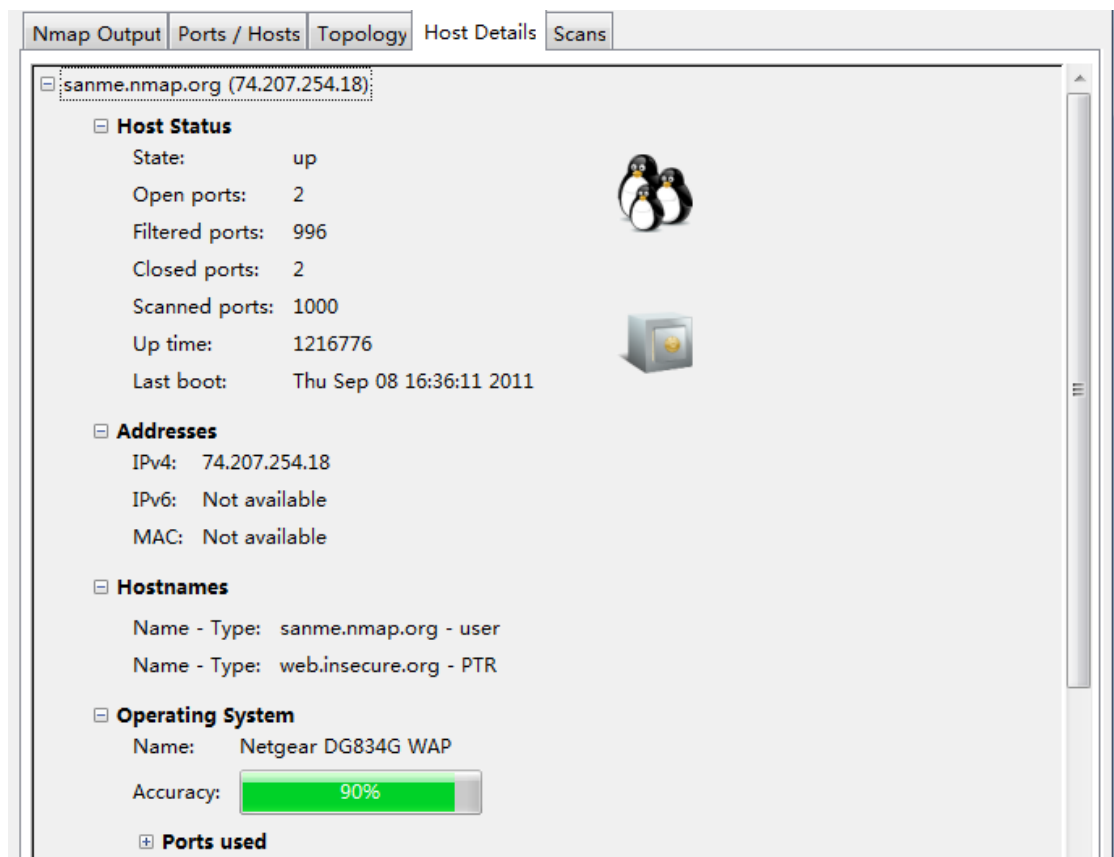 Nmap Output Ports / Hosts Topology Host Details Scans
sanme.nmap.org (74.207.254.18)
Host Status
State: up
Open ports: 2
Filtered ports: 996
Closed ports: 2
Scanned ports: 1000
Up time: 1216776
Last boot: Thu Sep 08 16:36:11 2011
Addresses
IPv4: 74.207.254.18
IPv6: Not available
MAC: Not available
Hostnames
Name - Type: sanme.nmap.org - user
Name - Type: web.insecure.org - PTR
Operating System
Name: Netgear DG834G WAP
Accuracy: 90%
Ports used